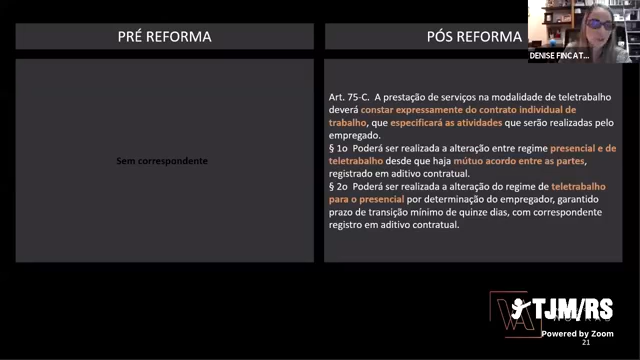 PRÉ REFORMA
PÓS REFORMA
DENISE FINCAT...
Sem correspondente
Art. 75-C. A prestação de serviços na modalidade de teletrabalho
deverá constar expressamente do contrato individual de
trabalho, que especificará as atividades que serão realizadas pelo
empregado.
§ 1o Poderá ser realizada a alteração entre regime presencial e de
teletrabalho desde que haja mútuo acordo entre as partes,
registrado em aditivo contratual.
§ 2o Poderá ser realizada a alteração do regime de teletrabalho
para o presencial por determinação do empregador, garantido
prazo de transição mínimo de quinze dias, com correspondente
registro em aditivo contratual.
TJM/RS
Powered by Zoom
21